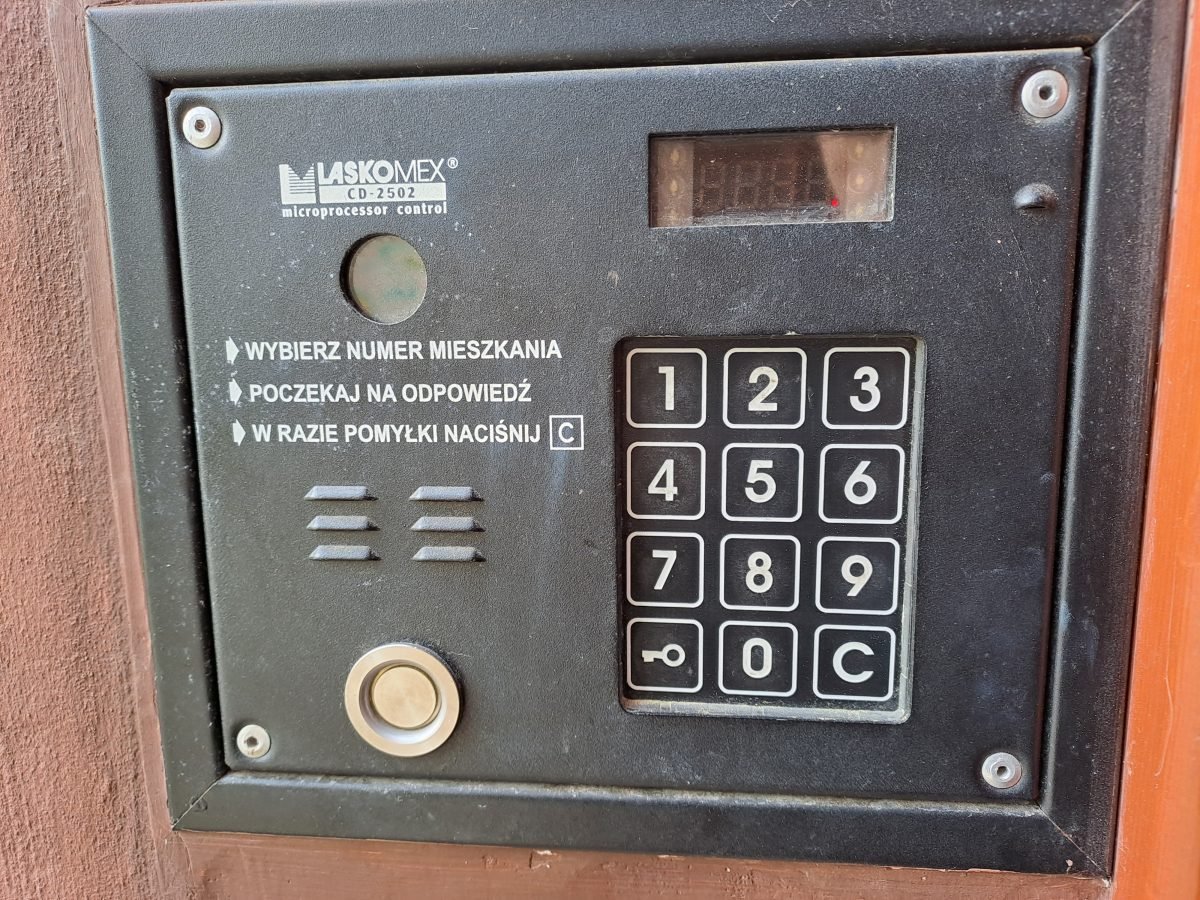 LASKOMEX®
CD-2502
microprocessor control
WYBIERZ NUMER MIESZKANIA
POCZEKAJ NA ODPOWIEDŹ
W RAZIE POMYŁKI NACIŚNIJ C
1 2 3
4 5 6
7 8 9
0 C